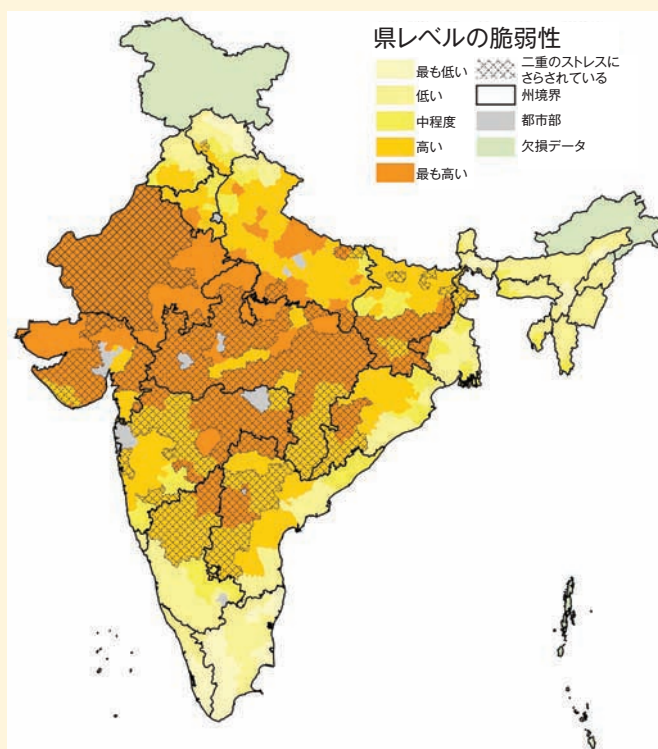 県レベルの脆弱性
最も低い
低い
中程度
高い
最も高い
二重のストレスに
さらされている
州境界
都市部
欠損データ